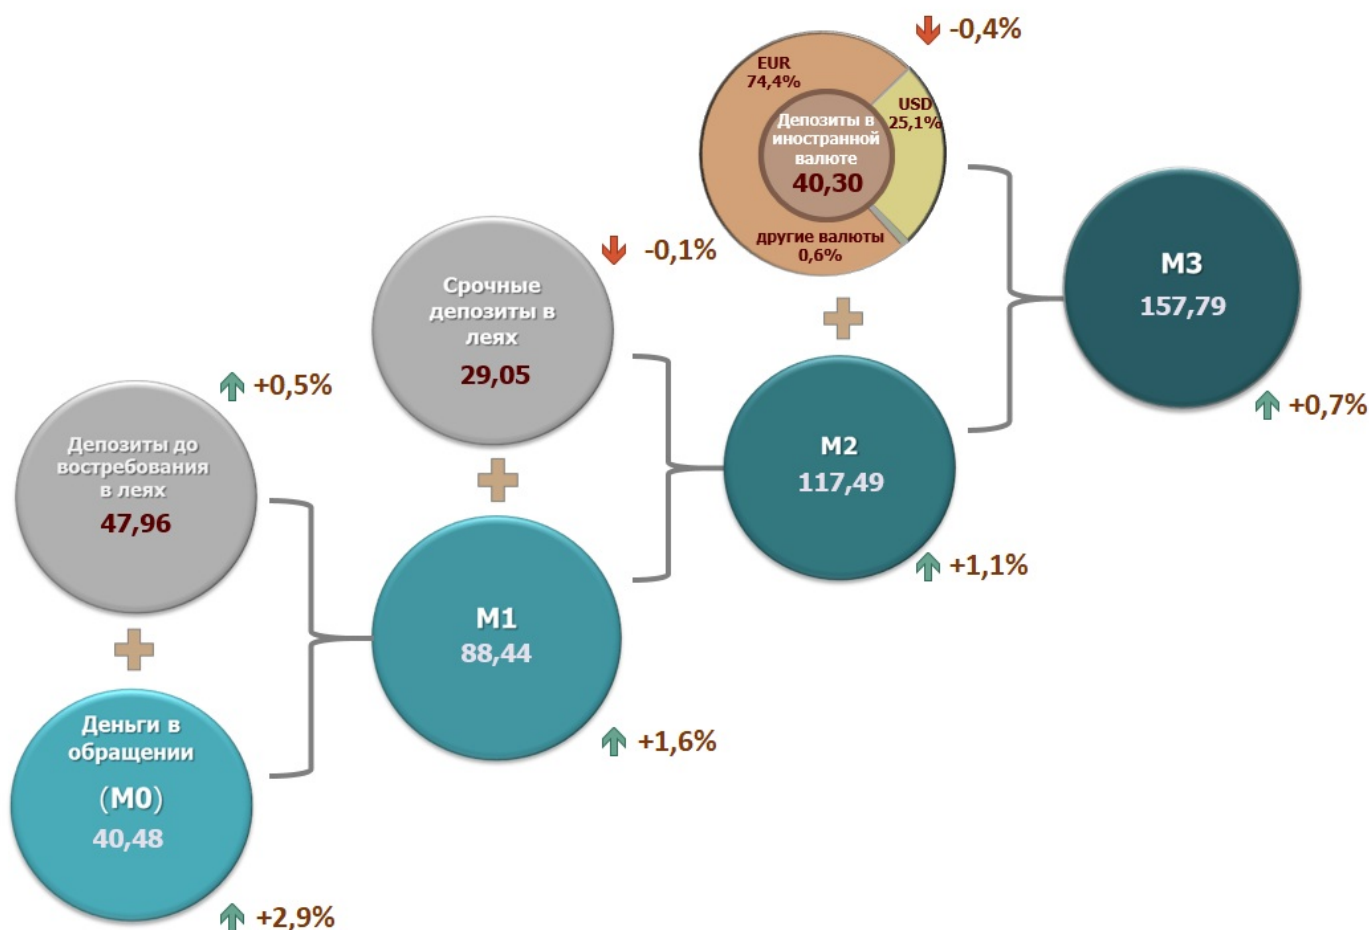 -0,4%
EUR
74,4%
USD
25,1%
Депозиты в
иностранной
валюте
40,30
другие валюты
0,6%
М3
157,79
+0,7%
-0,1%
Срочные
депозиты в
леях
29,05
М2
117,49
+1,1%
+0,5%
Депозиты до
востребования
в леях
47,96
М1
88,44
+1,6%
Деньги в
обращении
(М0)
40,48
+2,9%